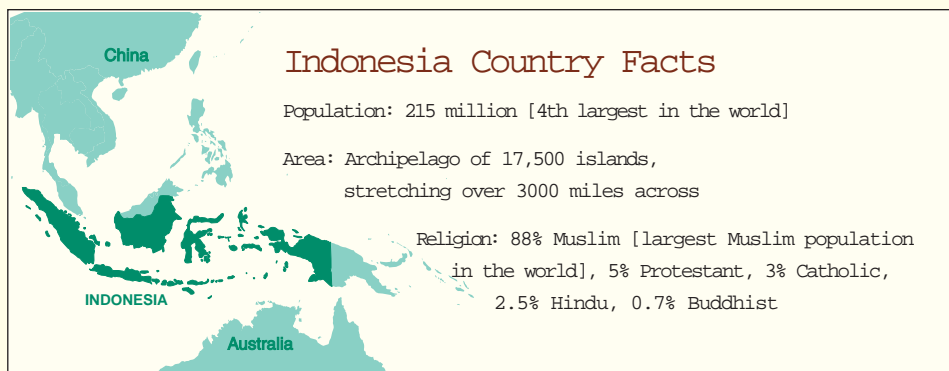 China
Indonesia Country Facts
Population: 215 million [4th largest in the world]
Area: Archipelago of 17,500 islands,
stretching over 3000 miles across
Religion: 88% Muslim [largest Muslim population
in the world], 5% Protestant, 3% Catholic,
2.5% Hindu, 0.7% Buddhist
INDONESIA
Australia